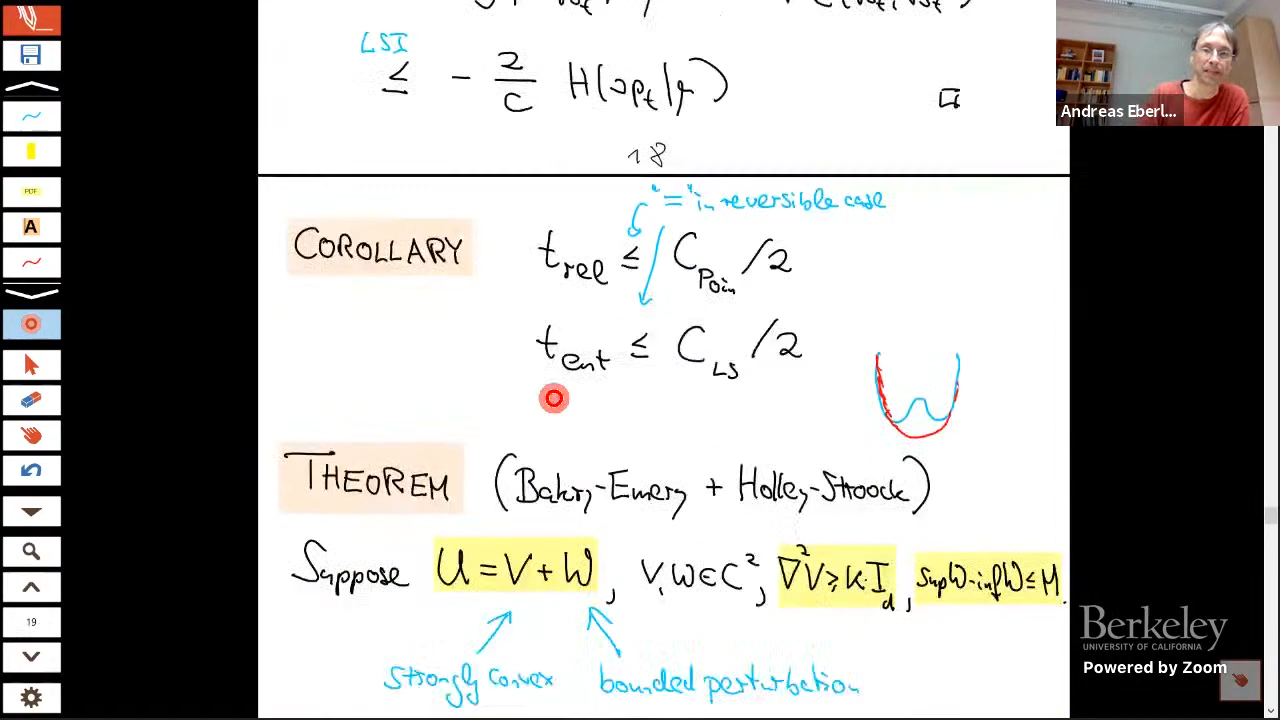 LSI
≤ - 2/C H(νp_t|μ)
18
"=" in reversible case
COROLLARY t_rel ≤ C_Poin /2
t_ent ≤ C_LS /2
THEOREM (Bakry-Emery + Holley-Stroock)
Suppose U = V + W, V,W ∈ C², ∇²V ≥ K·I_d, sup W - inf W ≤ M.
strongly convex bounded perturbation
Andreas Eberl...
PDF
A
19
Berkeley
UNIVERSITY OF CALIFORNIA
Powered by Zoom